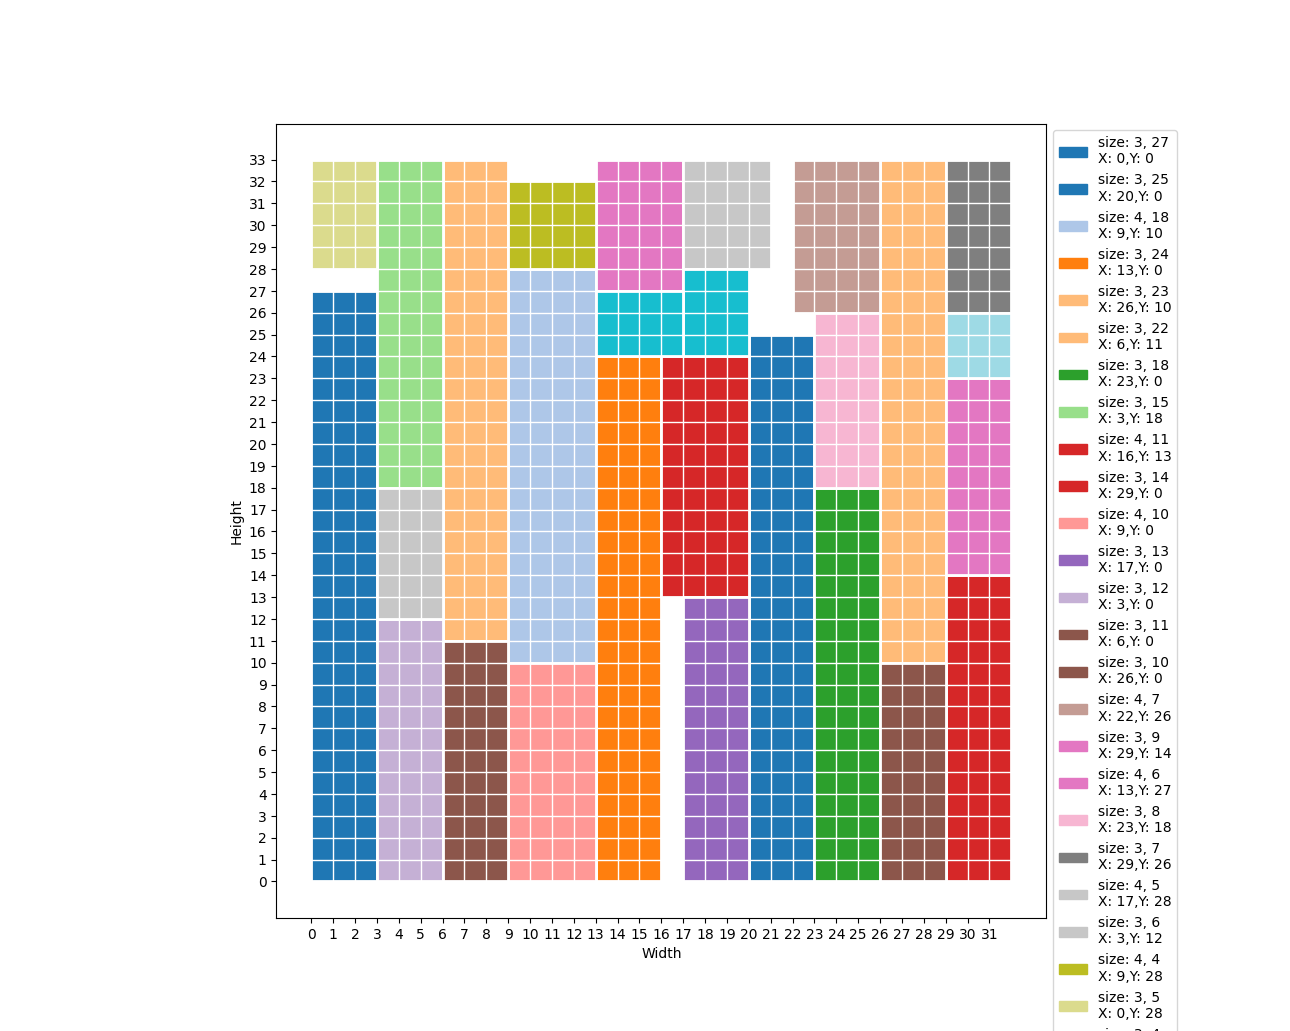 33
32
31
30
29
28
27
26
25
24
23
22
21
20
19
18
17
16
15
14
13
12
11
10
9
8
7
6
5
4
3
2
1
0
Height
0 1 2 3 4 5 6 7 8 9 10 11 12 13 14 15 16 17 18 19 20 21 22 23 24 25 26 27 28 29 30 31
Width
size: 3, 27
X: 0,Y: 0
size: 3, 25
X: 20,Y: 0
size: 4, 18
X: 9,Y: 10
size: 3, 24
X: 13,Y: 0
size: 3, 23
X: 26,Y: 10
size: 3, 22
X: 6,Y: 11
size: 3, 18
X: 23,Y: 0
size: 3, 15
X: 3,Y: 18
size: 4, 11
X: 16,Y: 13
size: 3, 14
X: 29,Y: 0
size: 4, 10
X: 9,Y: 0
size: 3, 13
X: 17,Y: 0
size: 3, 12
X: 3,Y: 0
size: 3, 11
X: 6,Y: 0
size: 3, 10
X: 26,Y: 0
size: 4, 7
X: 22,Y: 26
size: 3, 9
X: 29,Y: 14
size: 4, 6
X: 13,Y: 27
size: 3, 8
X: 23,Y: 18
size: 3, 7
X: 29,Y: 26
size: 4, 5
X: 17,Y: 28
size: 3, 6
X: 3,Y: 12
size: 4, 4
X: 9,Y: 28
size: 3, 5
X: 0,Y: 28